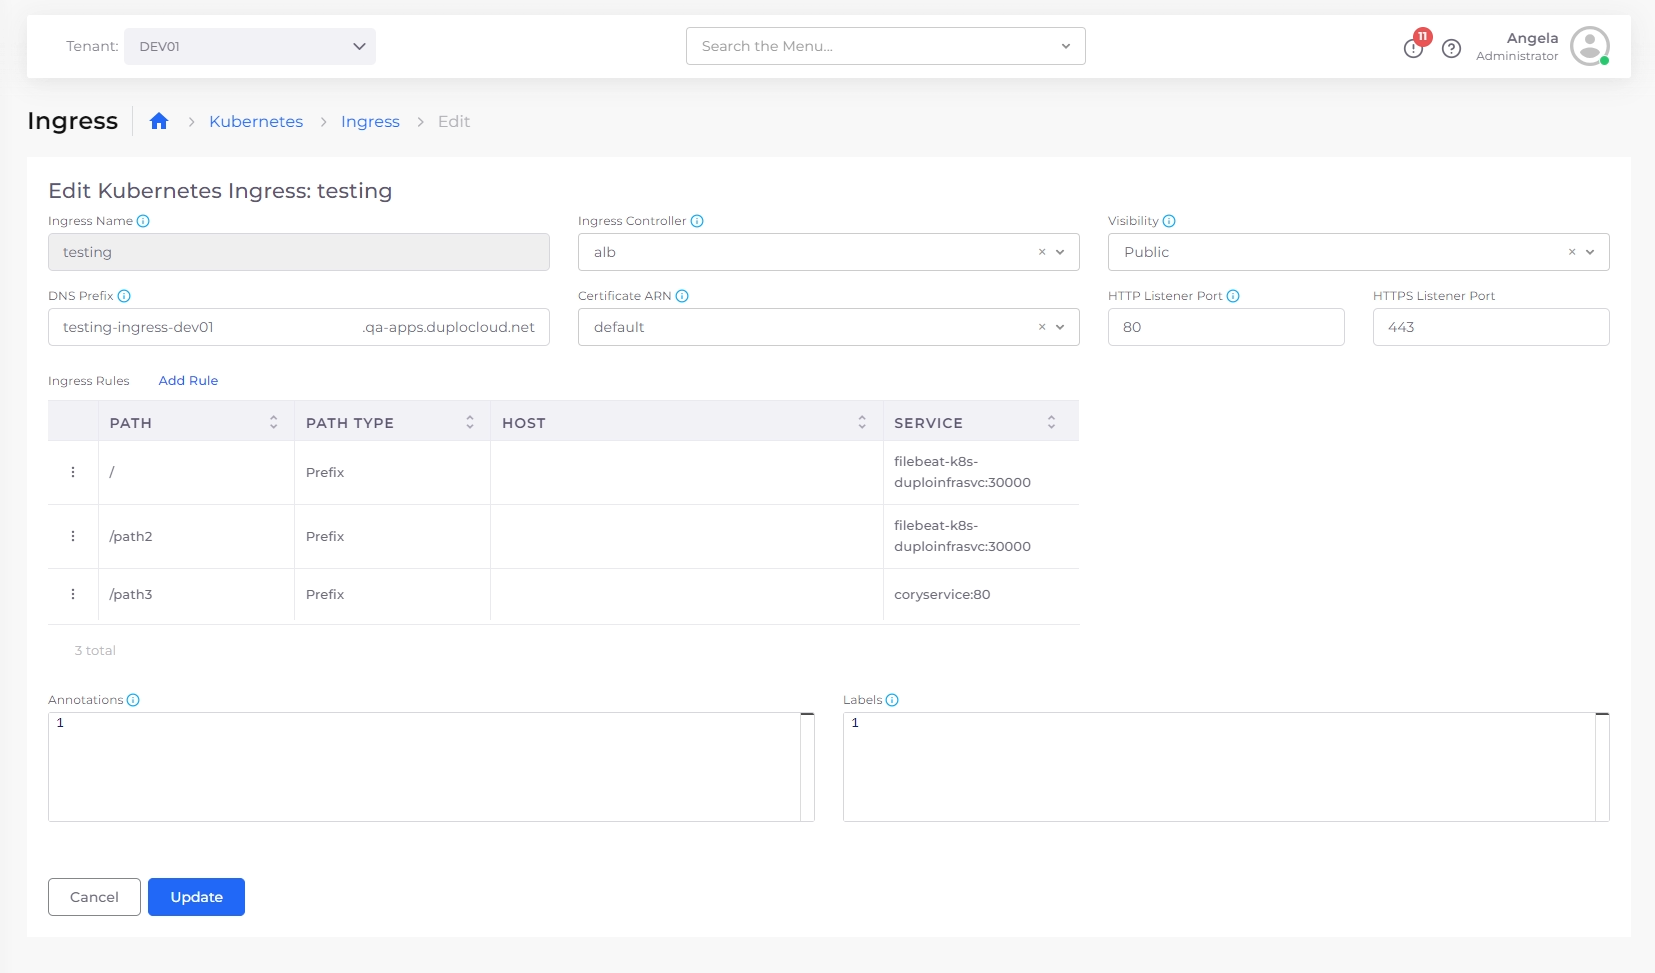 Tenant: DEV01 Search the Menu... 11 Angela
Administrator
Ingress Kubernetes Ingress Edit
Edit Kubernetes Ingress: testing
Ingress Name Ingress Controller Visibility
testing alb × Public ×
DNS Prefix Certificate ARN HTTP Listener Port HTTPS Listener Port
testing-ingress-dev01 .qa-apps.duplocloud.net default × 80 443
Ingress Rules Add Rule
PATH PATH TYPE HOST SERVICE
/ Prefix filebeat-k8s-
duploinfrasvc:30000
/path2 Prefix filebeat-k8s-
duploinfrasvc:30000
/path3 Prefix coryservice:80
3 total
Annotations Labels
1 1
Cancel Update